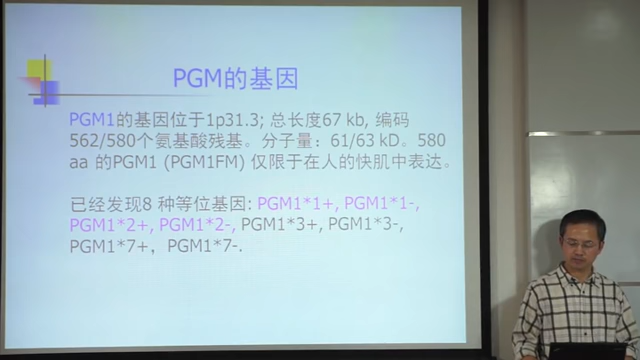 PGM的基因
PGM1的基因位于1p31.3; 总长度67 kb, 编码
562/580个氨基酸残基。分子量：61/63 kD。580
aa 的PGM1 (PGM1FM) 仅限于在人的快肌中表达。
已经发现8 种等位基因: PGM1*1+, PGM1*1-,
PGM1*2+, PGM1*2-, PGM1*3+, PGM1*3-,
PGM1*7+，PGM1*7-.